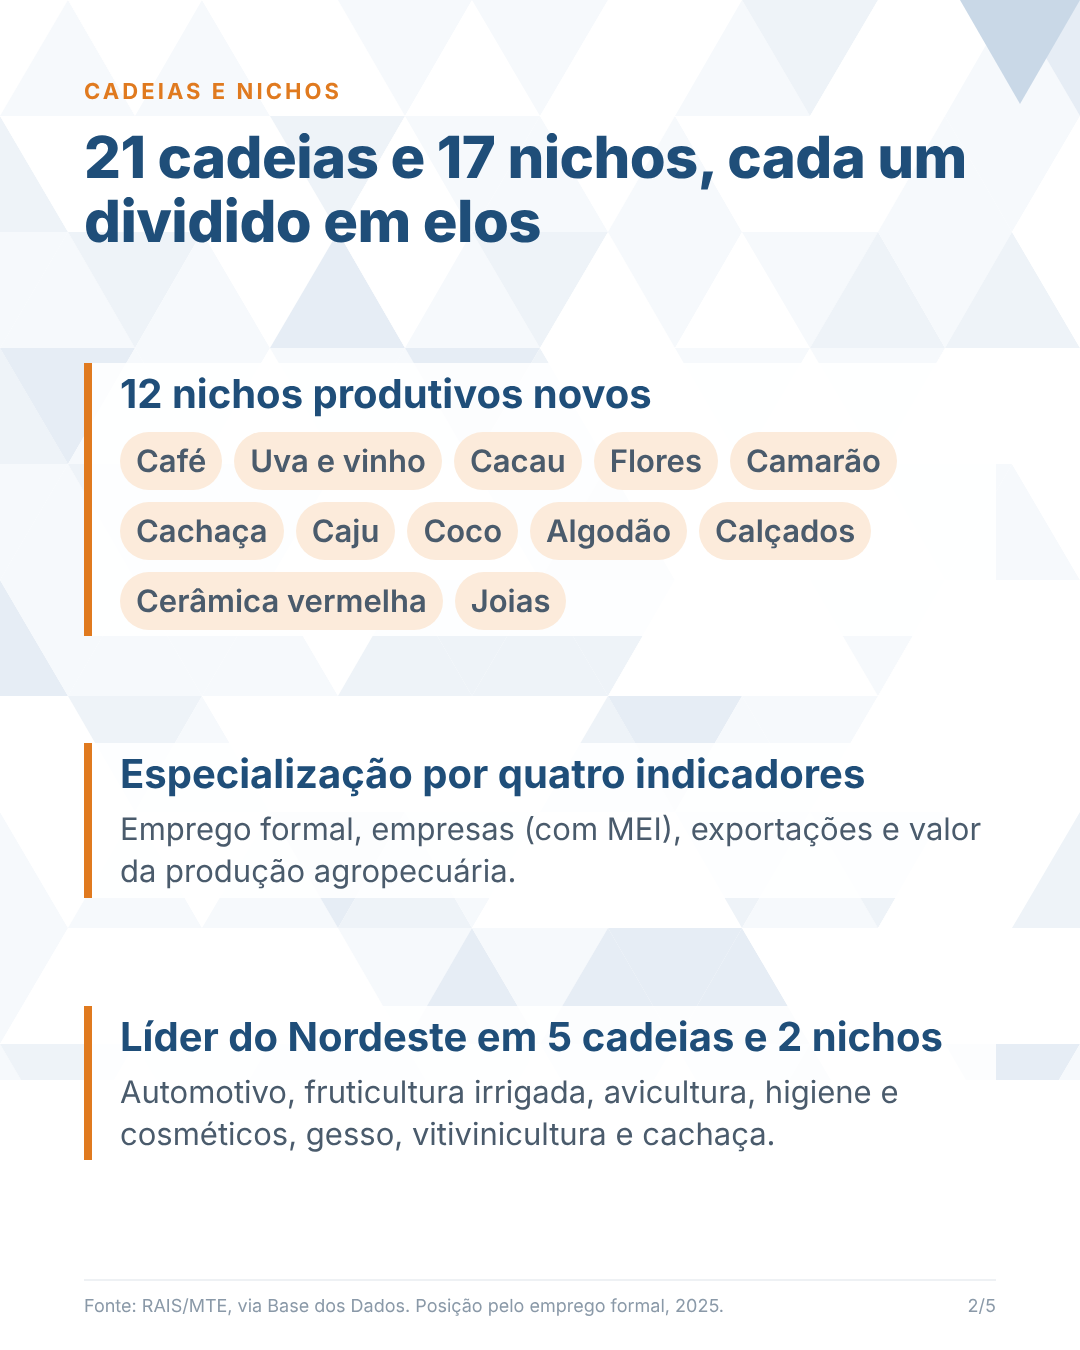 CADEIAS E NICHOS
21 cadeias e 17 nichos, cada um
dividido em elos
12 nichos produtivos novos
Café Uva e vinho Cacau Flores Camarão
Cachaça Caju Coco Algodão Calçados
Cerâmica vermelha Joias
Especialização por quatro indicadores
Emprego formal, empresas (com MEI), exportações e valor
da produção agropecuária.
Líder do Nordeste em 5 cadeias e 2 nichos
Automotivo, fruticultura irrigada, avicultura, higiene e
cosméticos, gesso, vitivinicultura e cachaça.
Fonte: RAIS/MTE, via Base dos Dados. Posição pelo emprego formal, 2025. 2/5